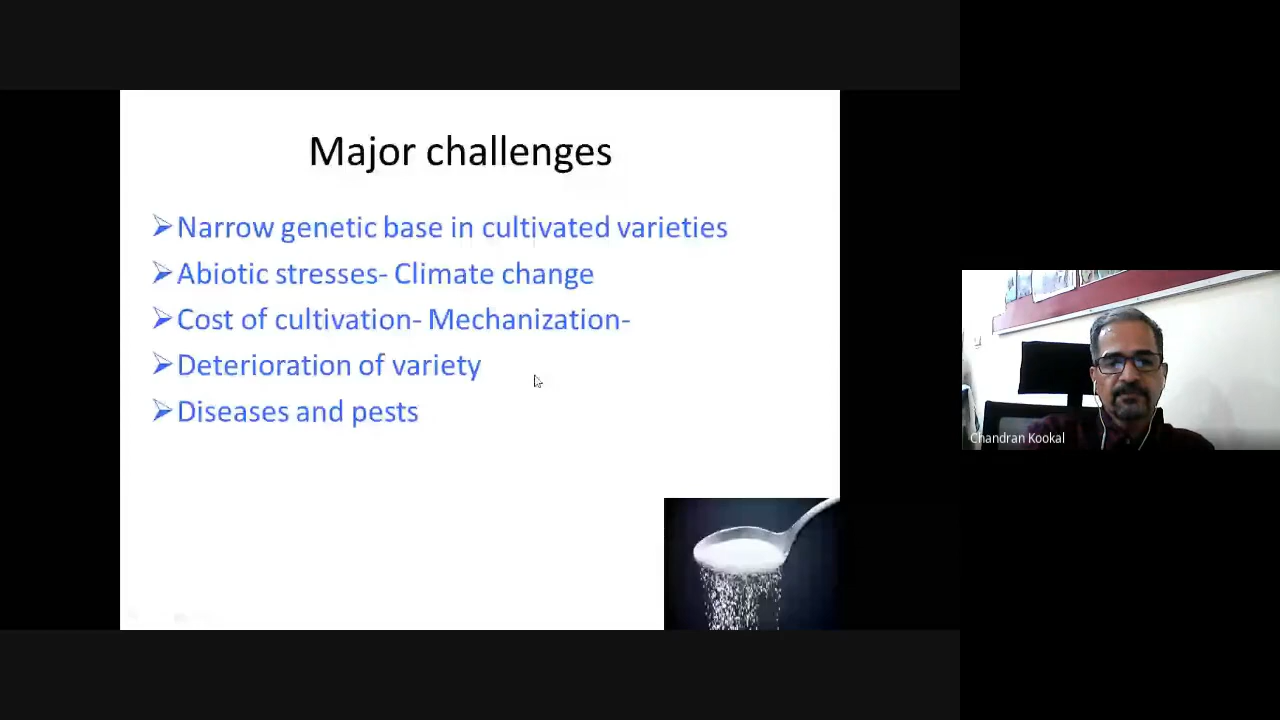 Major challenges
Narrow genetic base in cultivated varieties
Abiotic stresses- Climate change
Cost of cultivation- Mechanization-
Deterioration of variety
Diseases and pests
Chandran Kookal